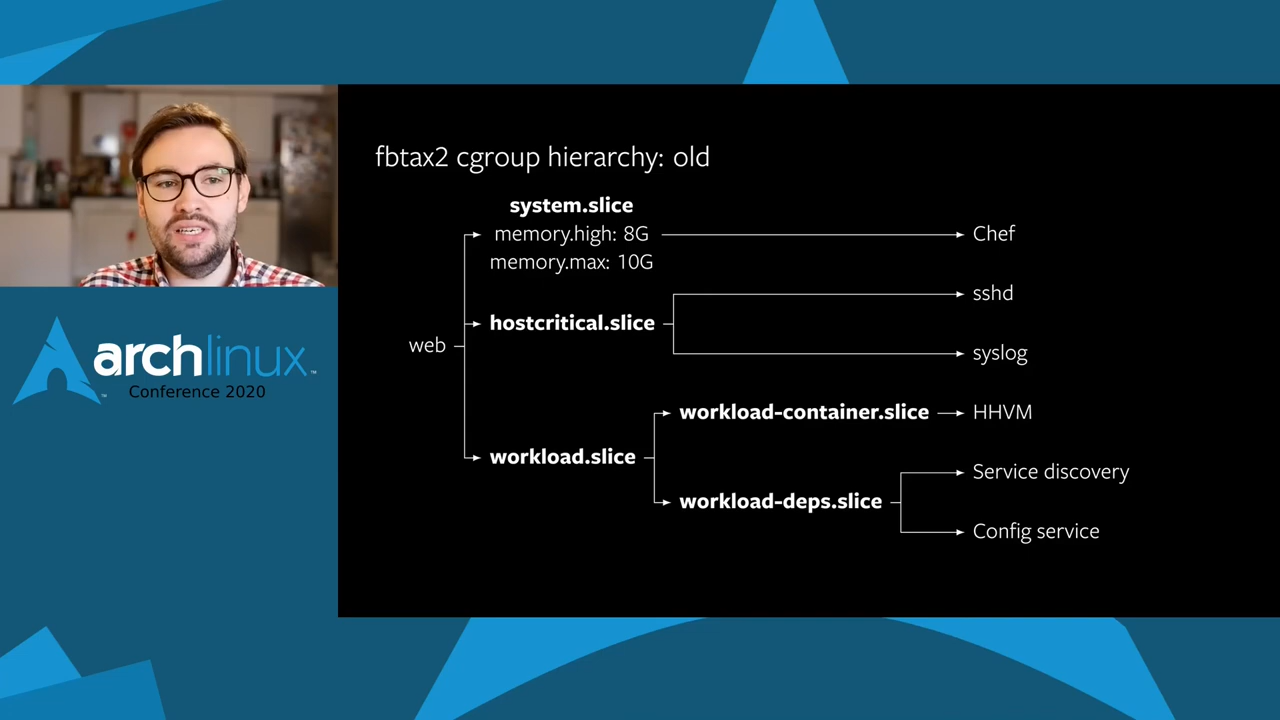 fbtax2 cgroup hierarchy: old
system.slice
memory.high: 8G
memory.max: 10G
Chef
hostcritical.slice
sshd
syslog
web
workload.slice
workload-container.slice
HHVM
workload-deps.slice
Service discovery
Config service
archlinux™
Conference 2020